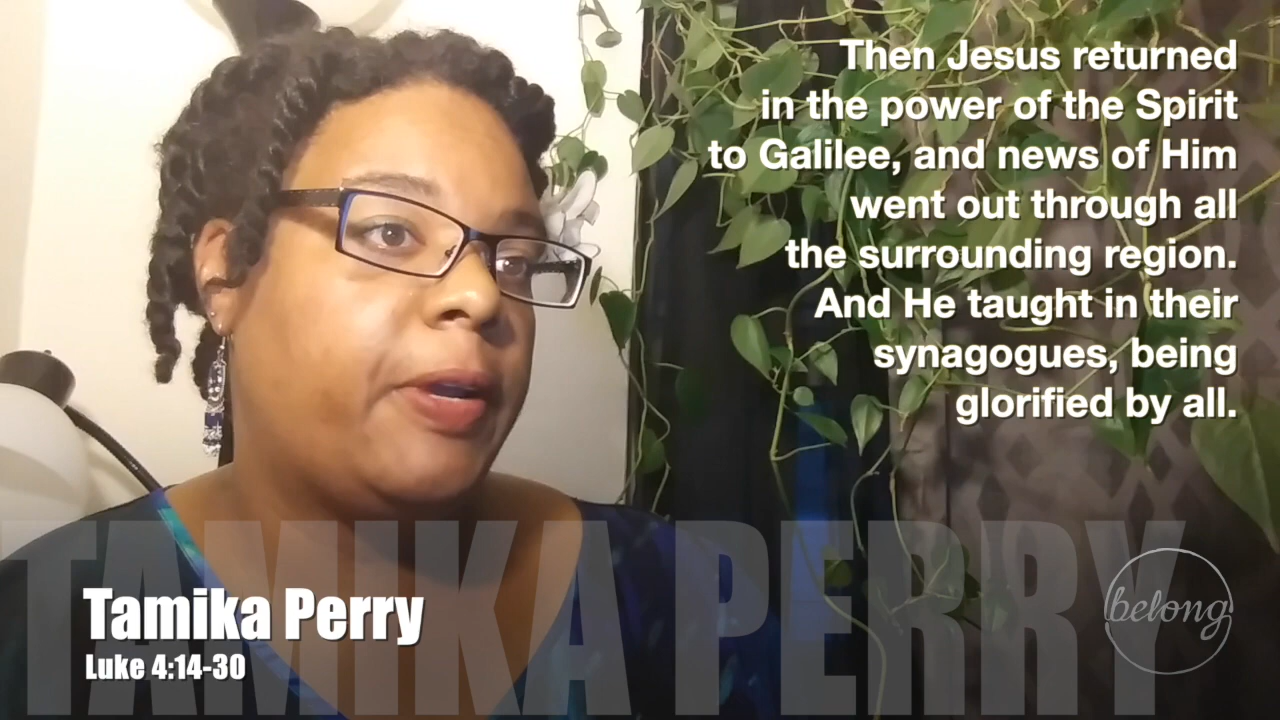 Then Jesus returned
in the power of the Spirit
to Galilee, and news of Him
went out through all
the surrounding region.
And He taught in their
synagogues, being
glorified by all.
TAMIKA PERRY
Tamika Perry
Luke 4:14-30
belong